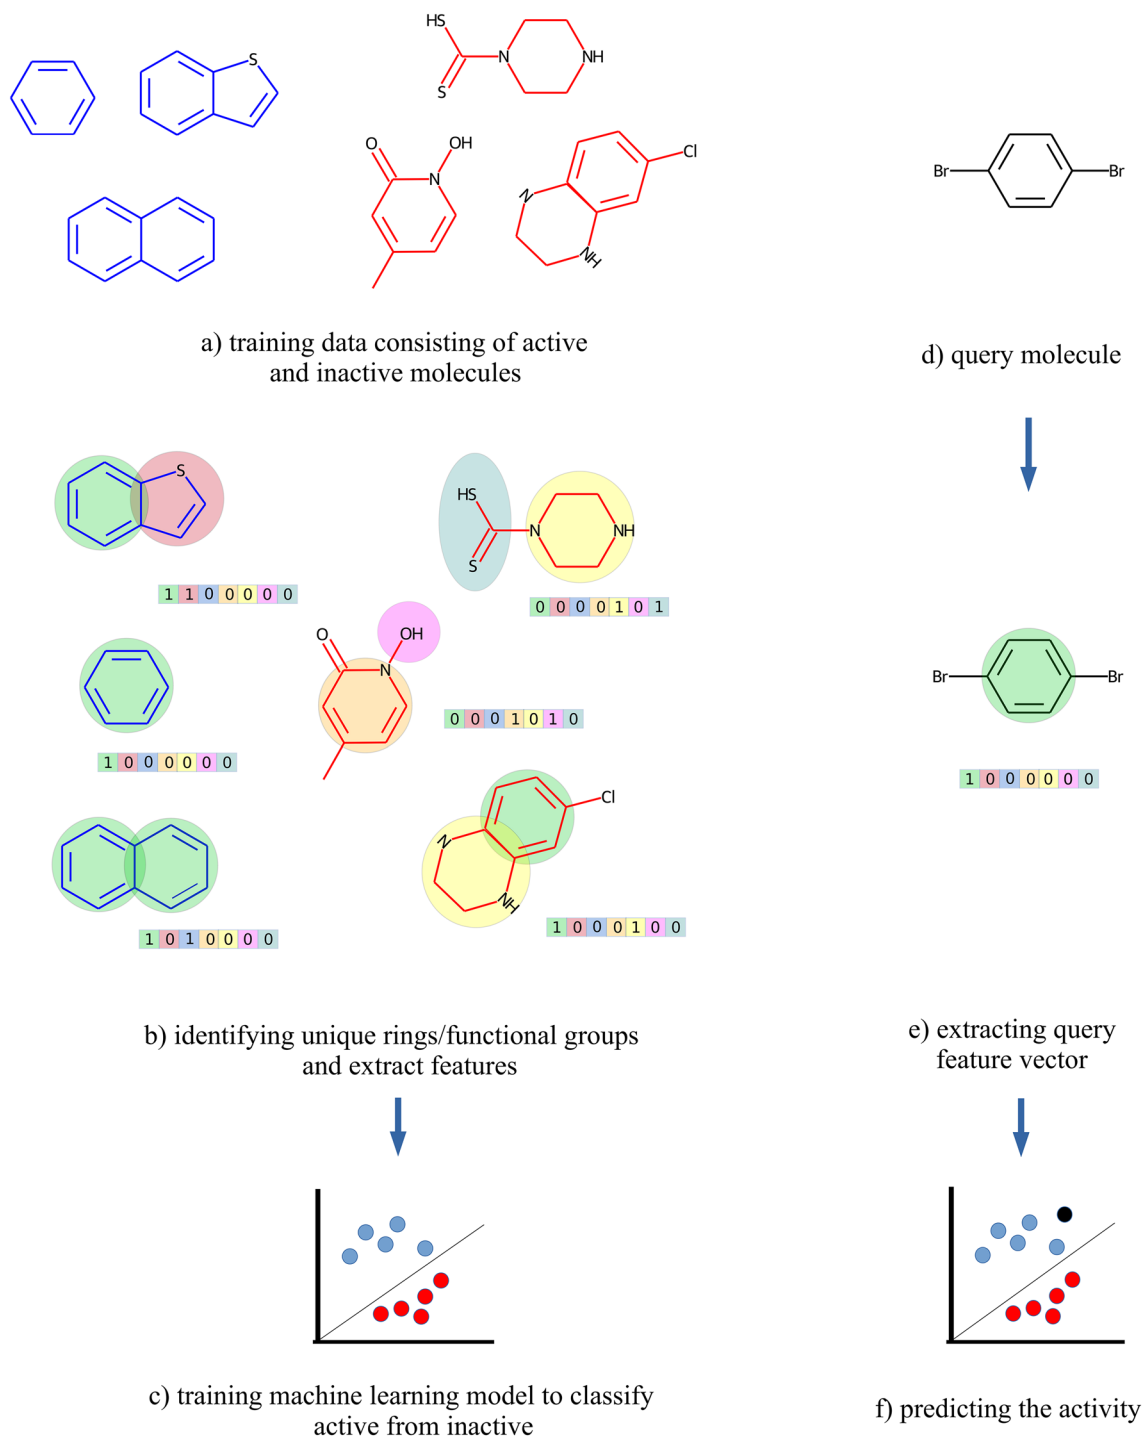 HS
S
N
NH
S
O
OH
N
Cl
N
NH
Br
Br
a) training data consisting of active
and inactive molecules
d) query molecule
S
1 1 0 0 0 0 0
HS
N
NH
S
0 0 0 0 1 0 1
O
OH
N
0 0 0 1 0 1 0
1 0 0 0 0 0 0
Br
Br
1 0 0 0 0 0 0
Cl
N
NH
1 0 0 0 1 0 0
1 0 1 0 0 0 0
b) identifying unique rings/functional groups
and extract features
e) extracting query
feature vector
c) training machine learning model to classify
active from inactive
f) predicting the activity